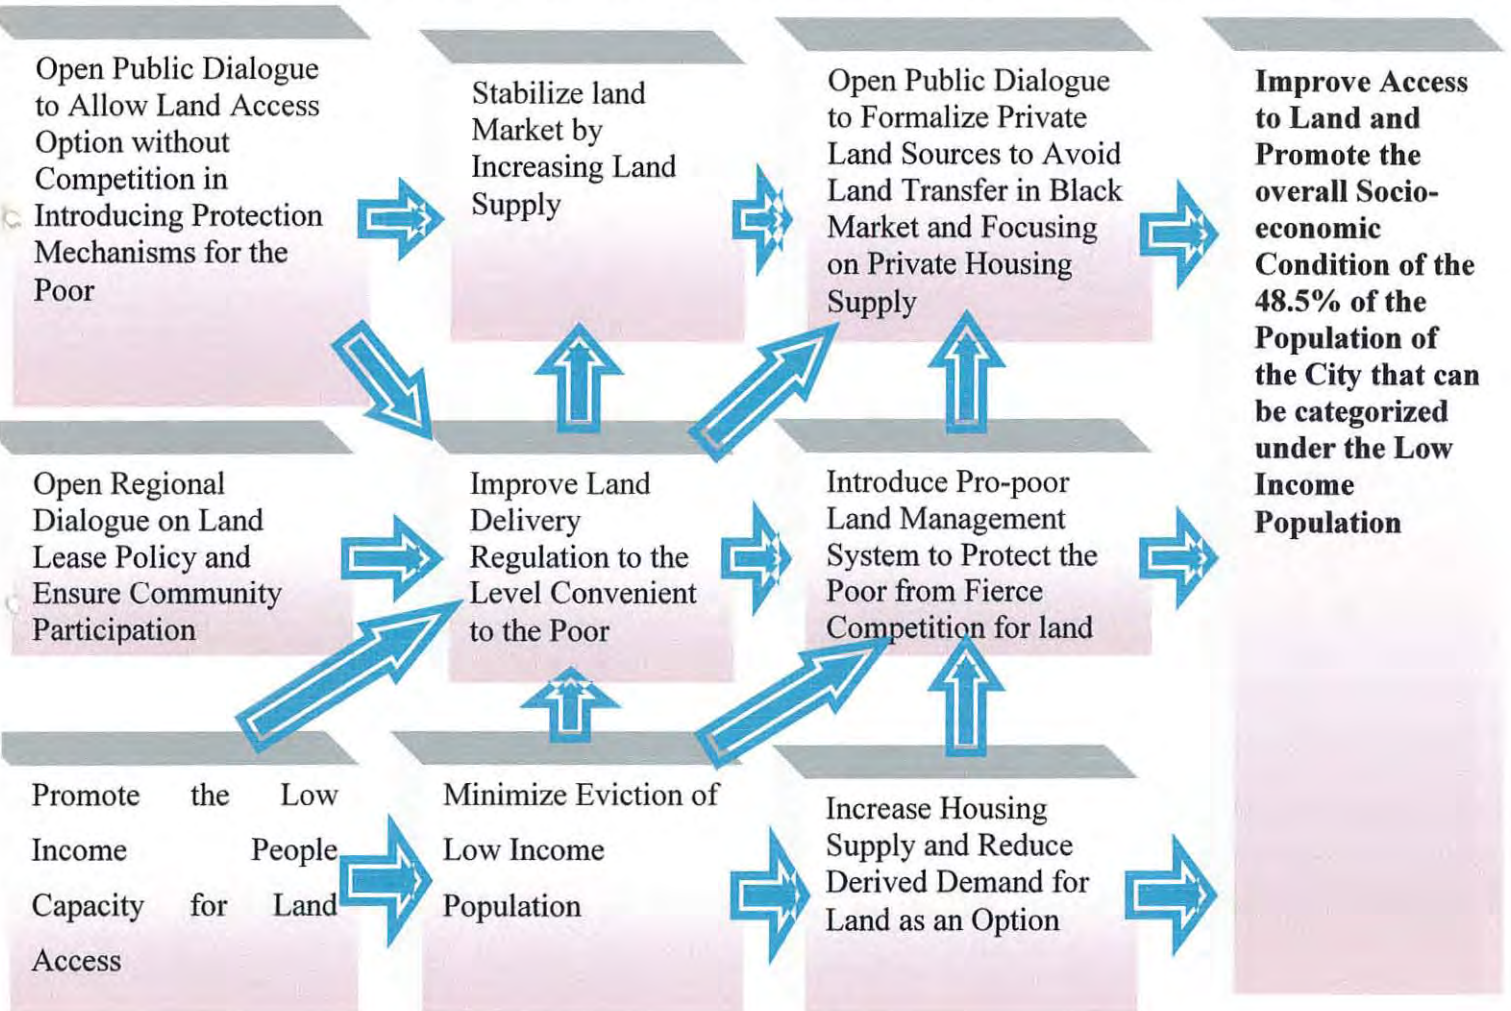 Open Public Dialogue
to Allow Land Access
Option without
Competition in
Introducing Protection
Mechanisms for the
Poor
Stabilize land
Market by
Increasing Land
Supply
Open Public Dialogue
to Formalize Private
Land Sources to Avoid
Land Transfer in Black
Market and Focusing
on Private Housing
Supply
Improve Access
to Land and
Promote the
overall Socio-
economic
Condition of the
48.5% of the
Population of
the City that can
be categorized
under the Low
Income
Population
Open Regional
Dialogue on Land
Lease Policy and
Ensure Community
Participation
Improve Land
Delivery
Regulation to the
Level Convenient
to the Poor
Introduce Pro-poor
Land Management
System to Protect the
Poor from Fierce
Competition for land
Promote the Low
Income People
Capacity for Land
Access
Minimize Eviction of
Low Income
Population
Increase Housing
Supply and Reduce
Derived Demand for
Land as an Option